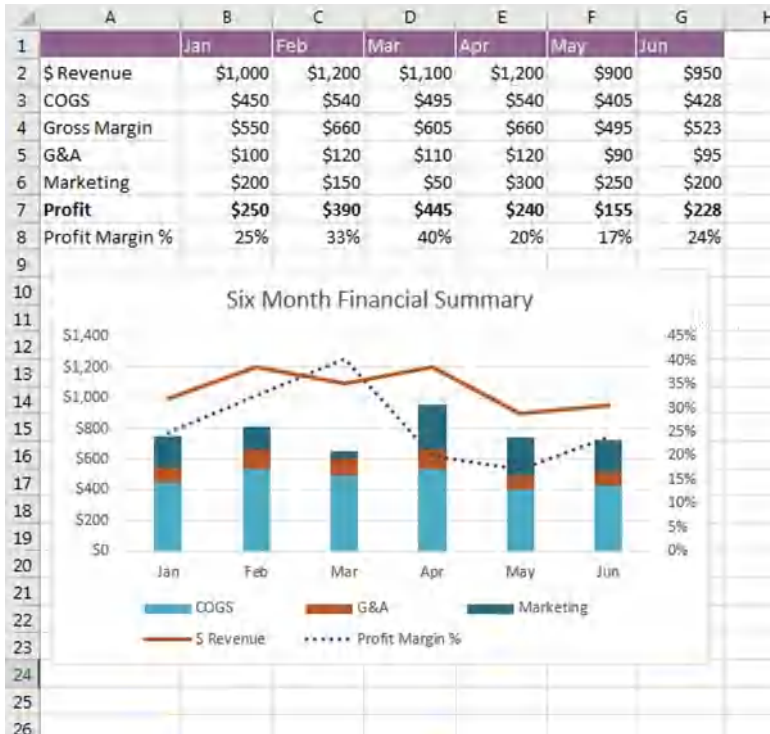 A B C D E F G H
1 Jan Feb Mar Apr May Jun
2 $ Revenue $1,000 $1,200 $1,100 $1,200 $900 $950
3 COGS $450 $540 $495 $540 $405 $428
4 Gross Margin $550 $660 $605 $660 $495 $523
5 G&A $100 $120 $110 $120 $90 $95
6 Marketing $200 $150 $50 $300 $250 $200
7 Profit $250 $390 $445 $240 $155 $228
8 Profit Margin % 25% 33% 40% 20% 17% 24%
9
10 Six Month Financial Summary
11 $1,400 45%
12 $1,200 40%
13 35%
14 $1,000 30%
15 $800 25%
16 $600 20%
17 $400 15%
18 10%
19 $200 5%
20 $0 0%
Jan Feb Mar Apr May Jun
21
22 COGS G&A Marketing
23 $ Revenue Profit Margin %
24
25
26